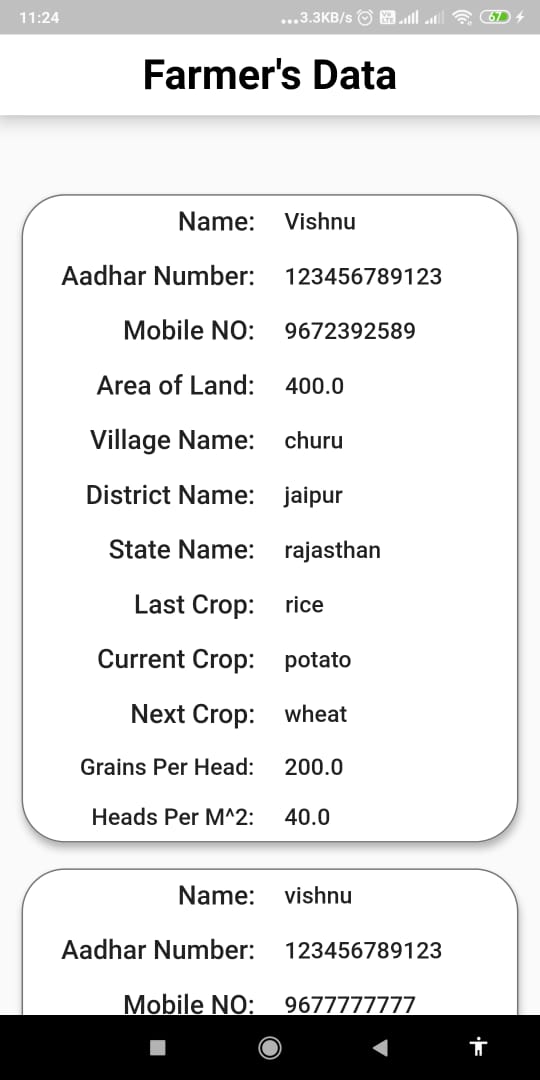 11:24 ...3.3KB/s Vo LTE 67
Farmer's Data
Name: Vishnu
Aadhar Number: 123456789123
Mobile NO: 9672392589
Area of Land: 400.0
Village Name: churu
District Name: jaipur
State Name: rajasthan
Last Crop: rice
Current Crop: potato
Next Crop: wheat
Grains Per Head: 200.0
Heads Per M^2: 40.0
Name: vishnu
Aadhar Number: 123456789123
Mobile NO: 9677777777